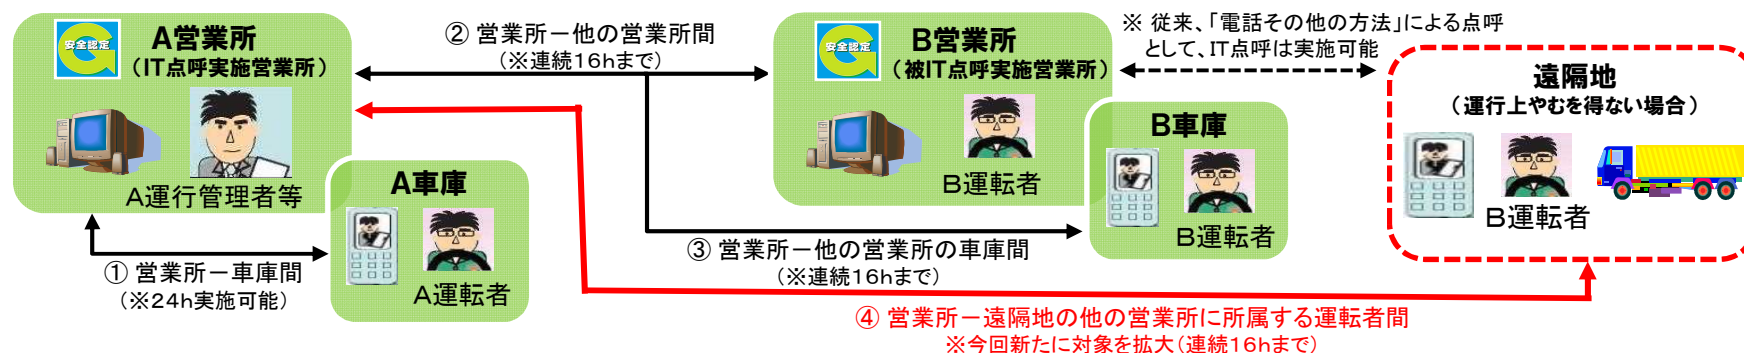 安全認定
A営業所
(IT点呼実施営業所)
A運行管理者等
A車庫
A運転者
① 営業所－車庫間
(※24h実施可能)
② 営業所－他の営業所間
(※連続16hまで)
安全認定
B営業所
(被IT点呼実施営業所)
B運転者
B車庫
B運転者
③ 営業所－他の営業所の車庫間
(※連続16hまで)
※ 従来、「電話その他の方法」による点呼
として、IT点呼は実施可能
遠隔地
(運行上やむを得ない場合)
B運転者
④ 営業所－遠隔地の他の営業所に所属する運転者間
※今回新たに対象を拡大(連続16hまで)